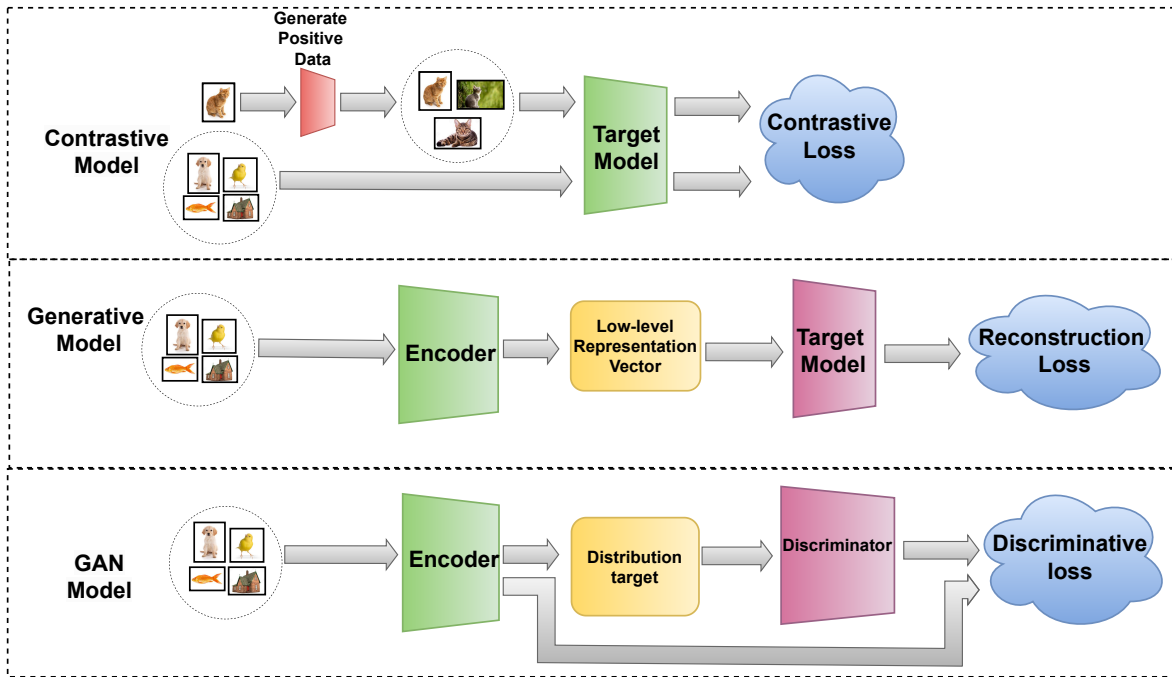 Generate
Positive
Data
Contrastive
Model
Target
Model
Contrastive
Loss
Generative
Model
Encoder
Low-level
Representation
Vector
Target
Model
Reconstruction
Loss
GAN
Model
Encoder
Distribution
target
Discriminator
Discriminative
loss